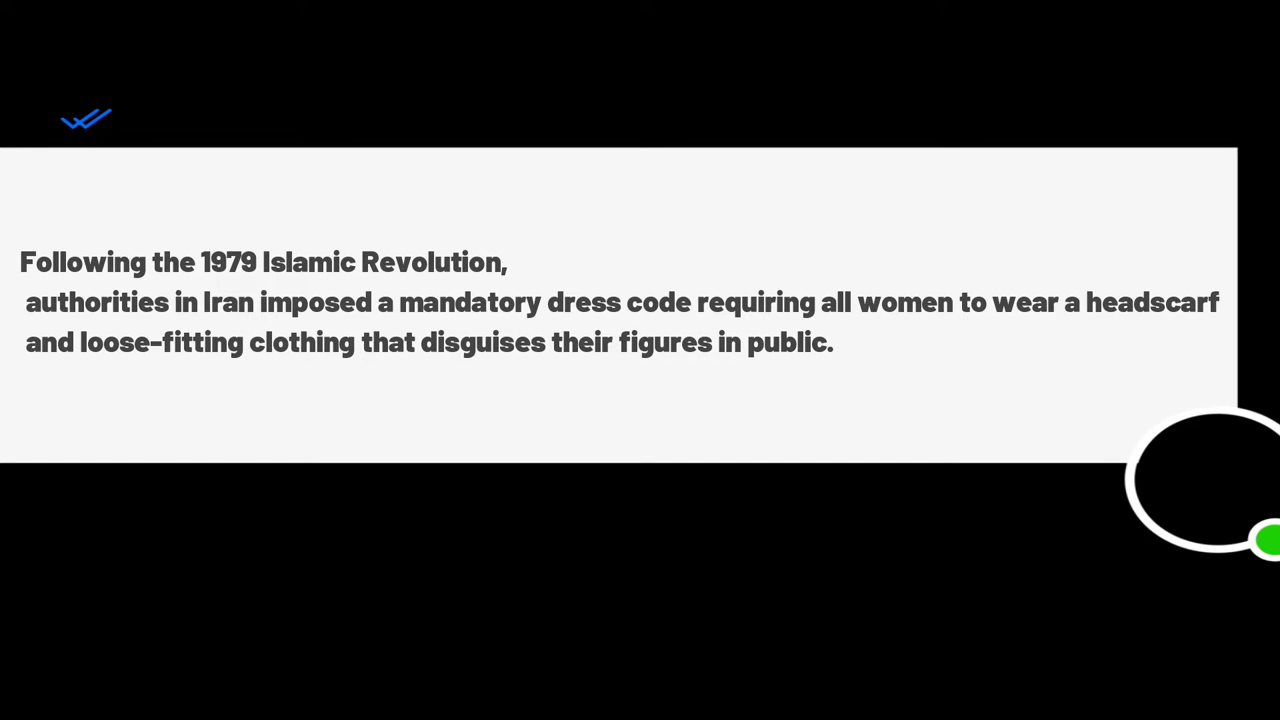 Following the 1979 Islamic Revolution,
authorities in Iran imposed a mandatory dress code requiring all women to wear a headscarf
and loose-fitting clothing that disguises their figures in public.